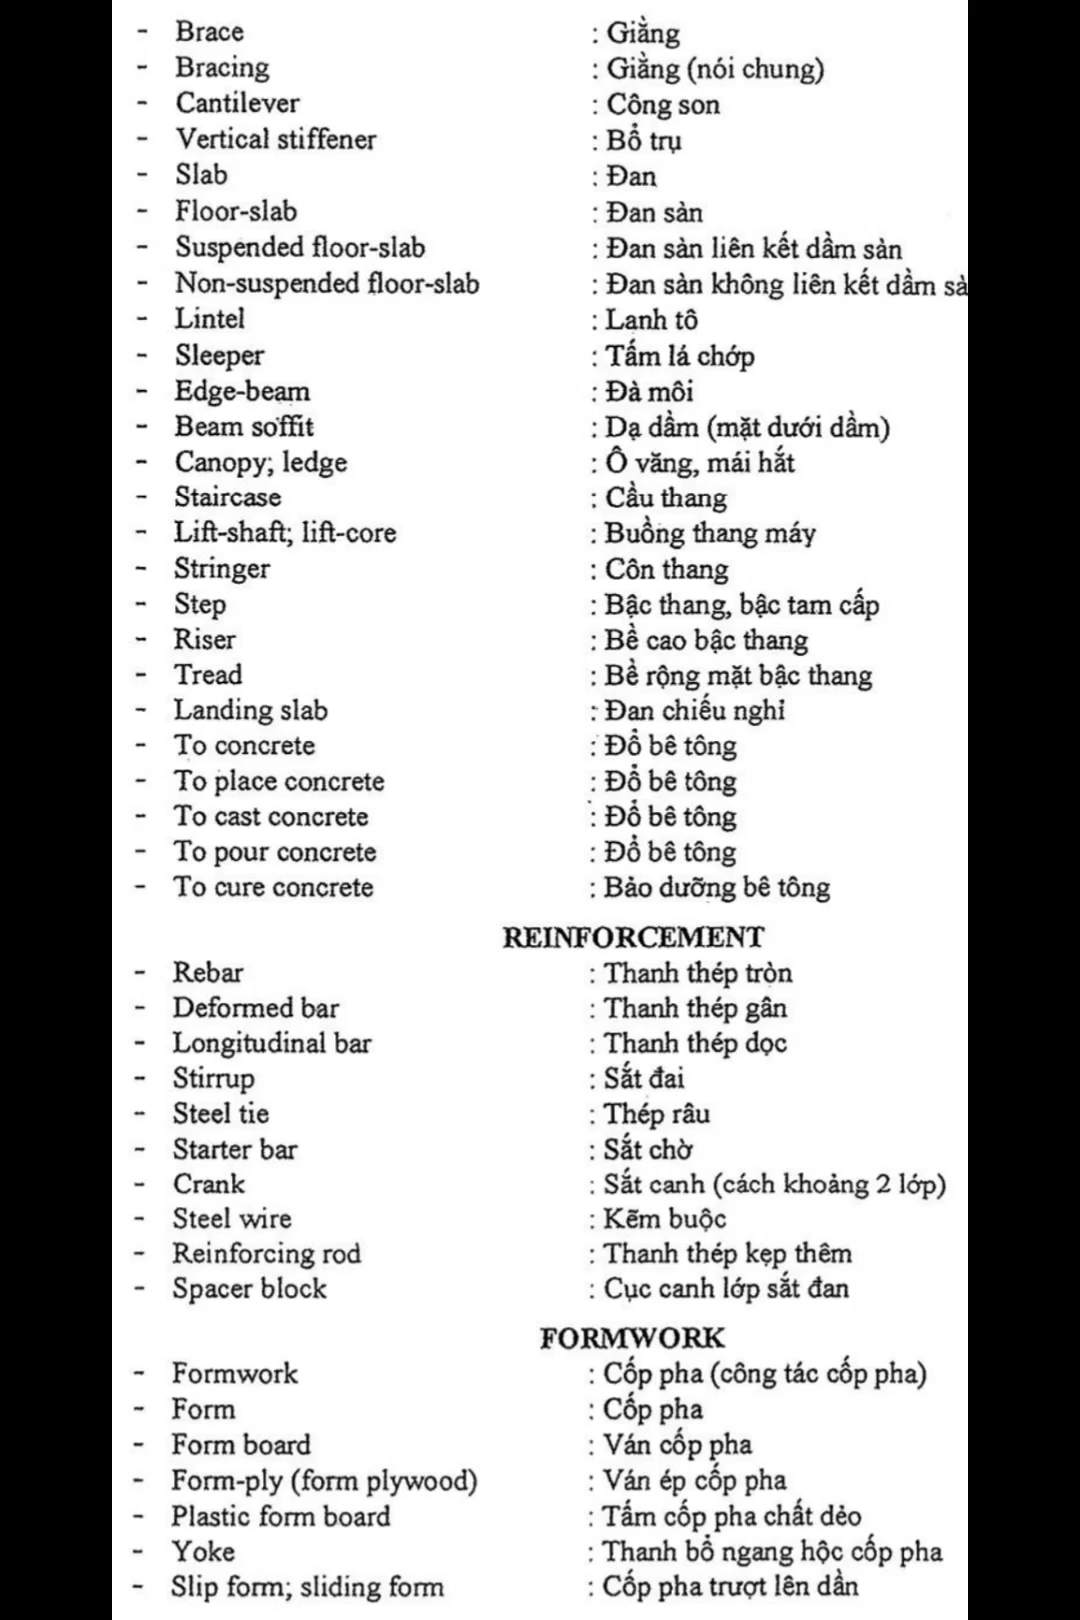 - Brace : Giằng
- Bracing : Giằng (nói chung)
- Cantilever : Công son
- Vertical stiffener : Bổ trụ
- Slab : Đan
- Floor-slab : Đan sàn
- Suspended floor-slab : Đan sàn liên kết dầm sàn
- Non-suspended floor-slab : Đan sàn không liên kết dầm sà
- Lintel : Lanh tô
- Sleeper : Tấm lá chớp
- Edge-beam : Đà môi
- Beam soffit : Dạ dầm (mặt dưới dầm)
- Canopy; ledge : Ô văng, mái hắt
- Staircase : Cầu thang
- Lift-shaft; lift-core : Buồng thang máy
- Stringer : Côn thang
- Step : Bậc thang, bậc tam cấp
- Riser : Bề cao bậc thang
- Tread : Bề rộng mặt bậc thang
- Landing slab : Đan chiếu nghỉ
- To concrete : Đổ bê tông
- To place concrete : Đổ bê tông
- To cast concrete : Đổ bê tông
- To pour concrete : Đổ bê tông
- To cure concrete : Bảo dưỡng bê tông
REINFORCEMENT
- Rebar : Thanh thép tròn
- Deformed bar : Thanh thép gân
- Longitudinal bar : Thanh thép dọc
- Stirrup : Sắt đai
- Steel tie : Thép râu
- Starter bar : Sắt chờ
- Crank : Sắt canh (cách khoảng 2 lớp)
- Steel wire : Kẽm buộc
- Reinforcing rod : Thanh thép kẹp thêm
- Spacer block : Cục canh lớp sắt đan
FORMWORK
- Formwork : Cốp pha (công tác cốp pha)
- Form : Cốp pha
- Form board : Ván cốp pha
- Form-ply (form plywood) : Ván ép cốp pha
- Plastic form board : Tấm cốp pha chất dẻo
- Yoke : Thanh bổ ngang hộc cốp pha
- Slip form; sliding form : Cốp pha trượt lên dần